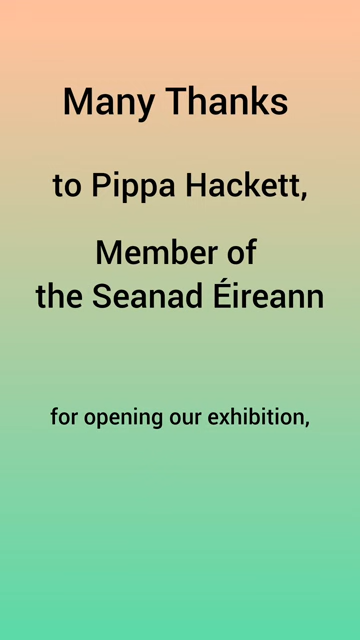 Many Thanks
to Pippa Hackett,
Member of
the Seanad Éireann
for opening our exhibition,